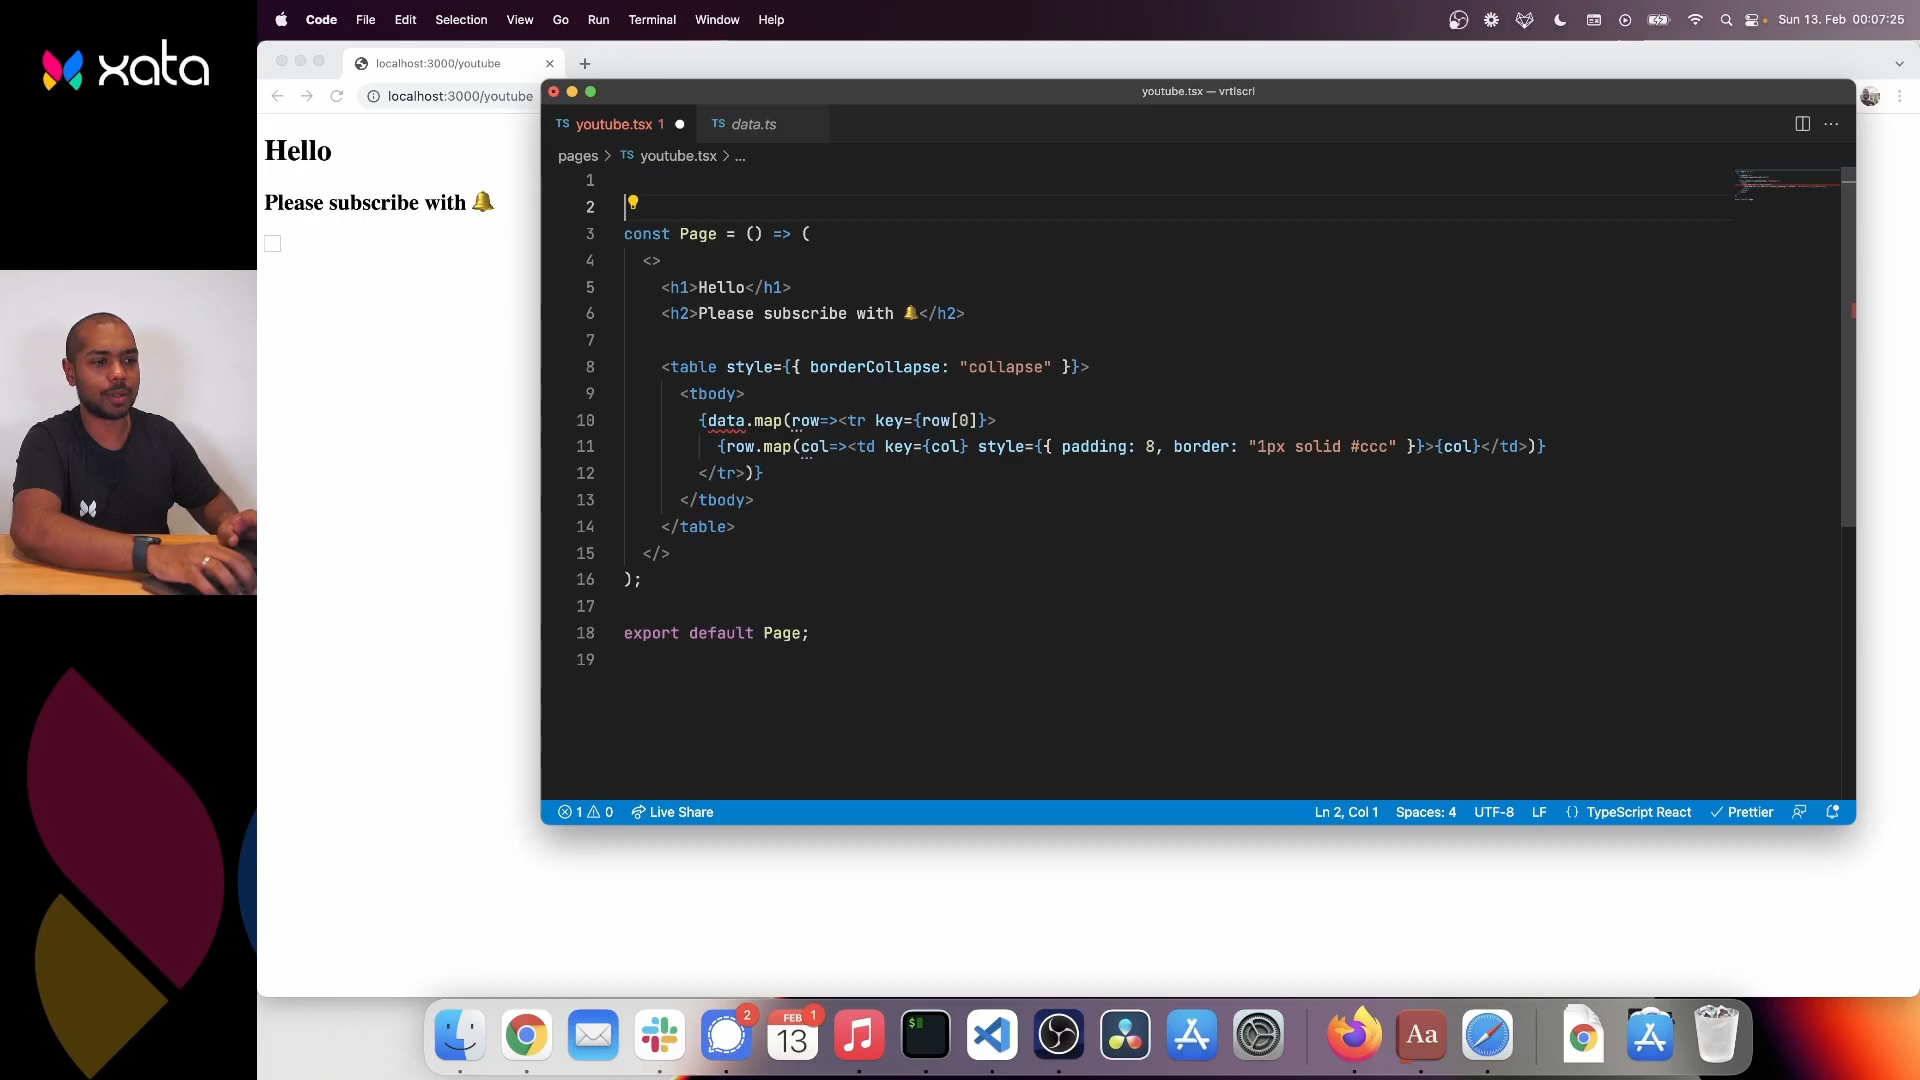 xata
Code File Edit Selection View Go Run Terminal Window Help
Sun 13. Feb 00:07:25
localhost:3000/youtube
localhost:3000/youtube
Hello
Please subscribe with 🔔
youtube.tsx — vrtlscrl
TS youtube.tsx 1
TS data.ts
pages > TS youtube.tsx > ...
1
2
3 const Page = () => (
4 <>
5 <h1>Hello</h1>
6 <h2>Please subscribe with 🔔</h2>
7
8 <table style={{ borderCollapse: "collapse" }}>
9 <tbody>
10 {data.map(row=><tr key={row[0]}>
11 {row.map(col=><td key={col} style={{ padding: 8, border: "1px solid #ccc" }}>{col}</td>)}
12 </tr>)}
13 </tbody>
14 </table>
15 </>
16 );
17
18 export default Page;
19
1 0 Live Share
Ln 2, Col 1 Spaces: 4 UTF-8 LF {} TypeScript React Prettier
2
FEB 1
13
$
Aa